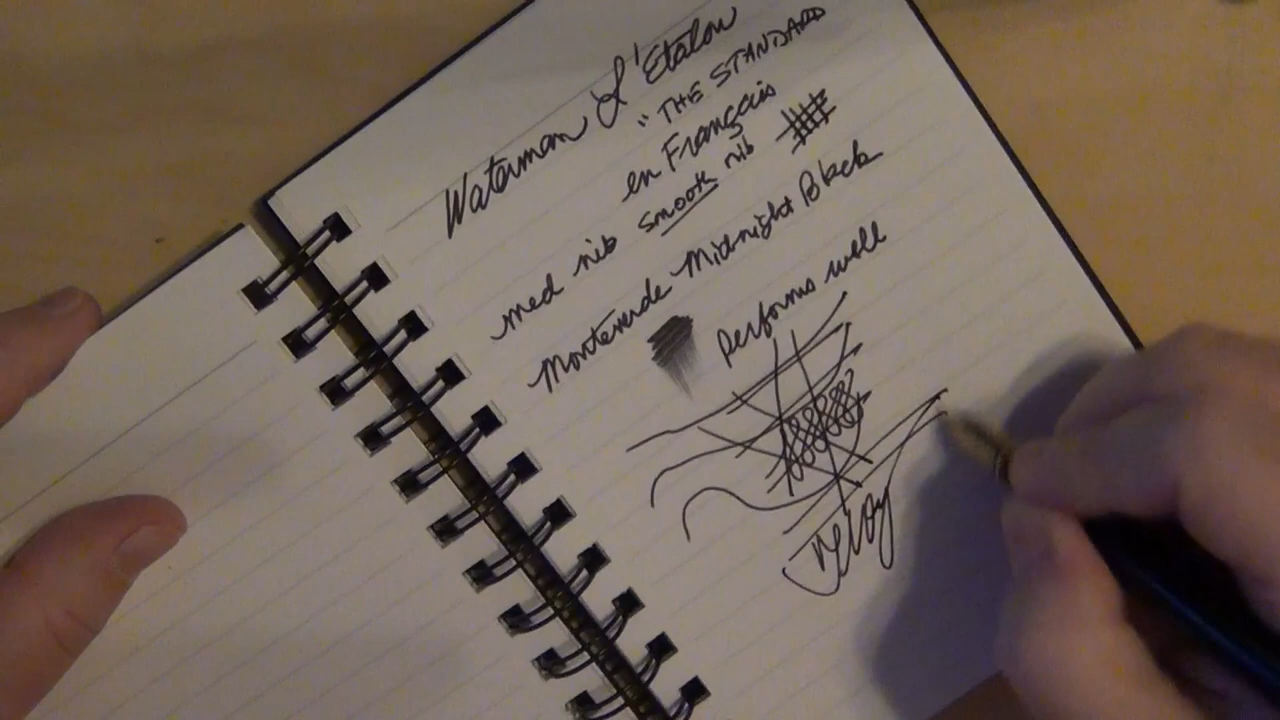 Waterman L'Etalon
"THE STANDARD
en Français
med nib smooth nib
Monteverde Midnight Black
Performs well